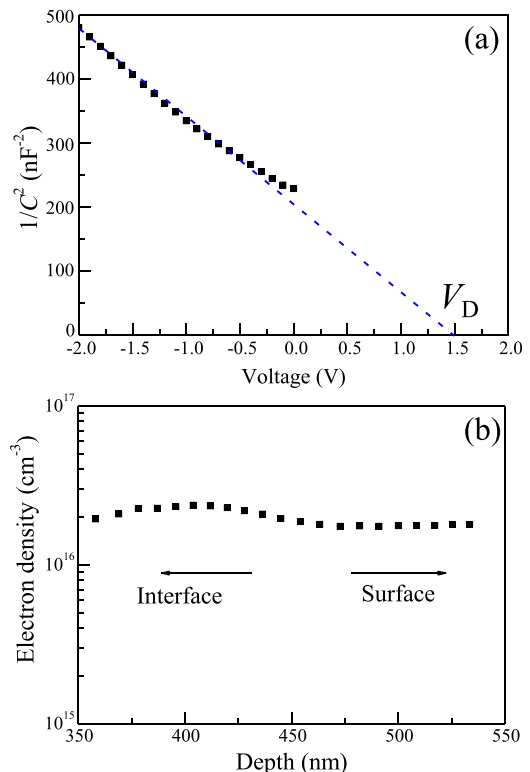 (a)
500
400
300
200
100
0
1/C² (nF⁻²)
V_D
-2.0 -1.5 -1.0 -0.5 0.0 0.5 1.0 1.5 2.0
Voltage (V)
(b)
10¹⁷
10¹⁶
10¹⁵
Electron density (cm⁻³)
Interface Surface
350 400 450 500 550
Depth (nm)